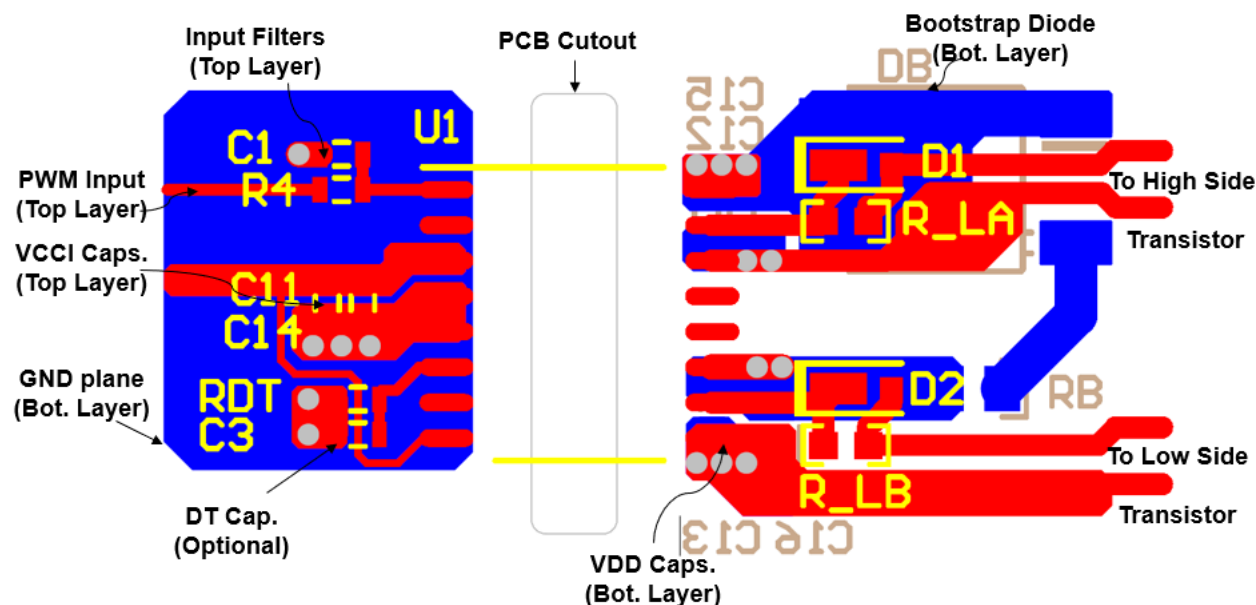 Input Filters
(Top Layer)
PCB Cutout
Bootstrap Diode
(Bot. Layer)
DB
C15
C12
U1
C1
R4
D1
PWM Input
(Top Layer)
To High Side
Transistor
R_LA
VCCI Caps.
(Top Layer)
C11
C14
GND plane
(Bot. Layer)
RDT
C3
D2
RB
To Low Side
Transistor
R_LB
DT Cap.
(Optional)
C13
C16
VDD Caps.
(Bot. Layer)